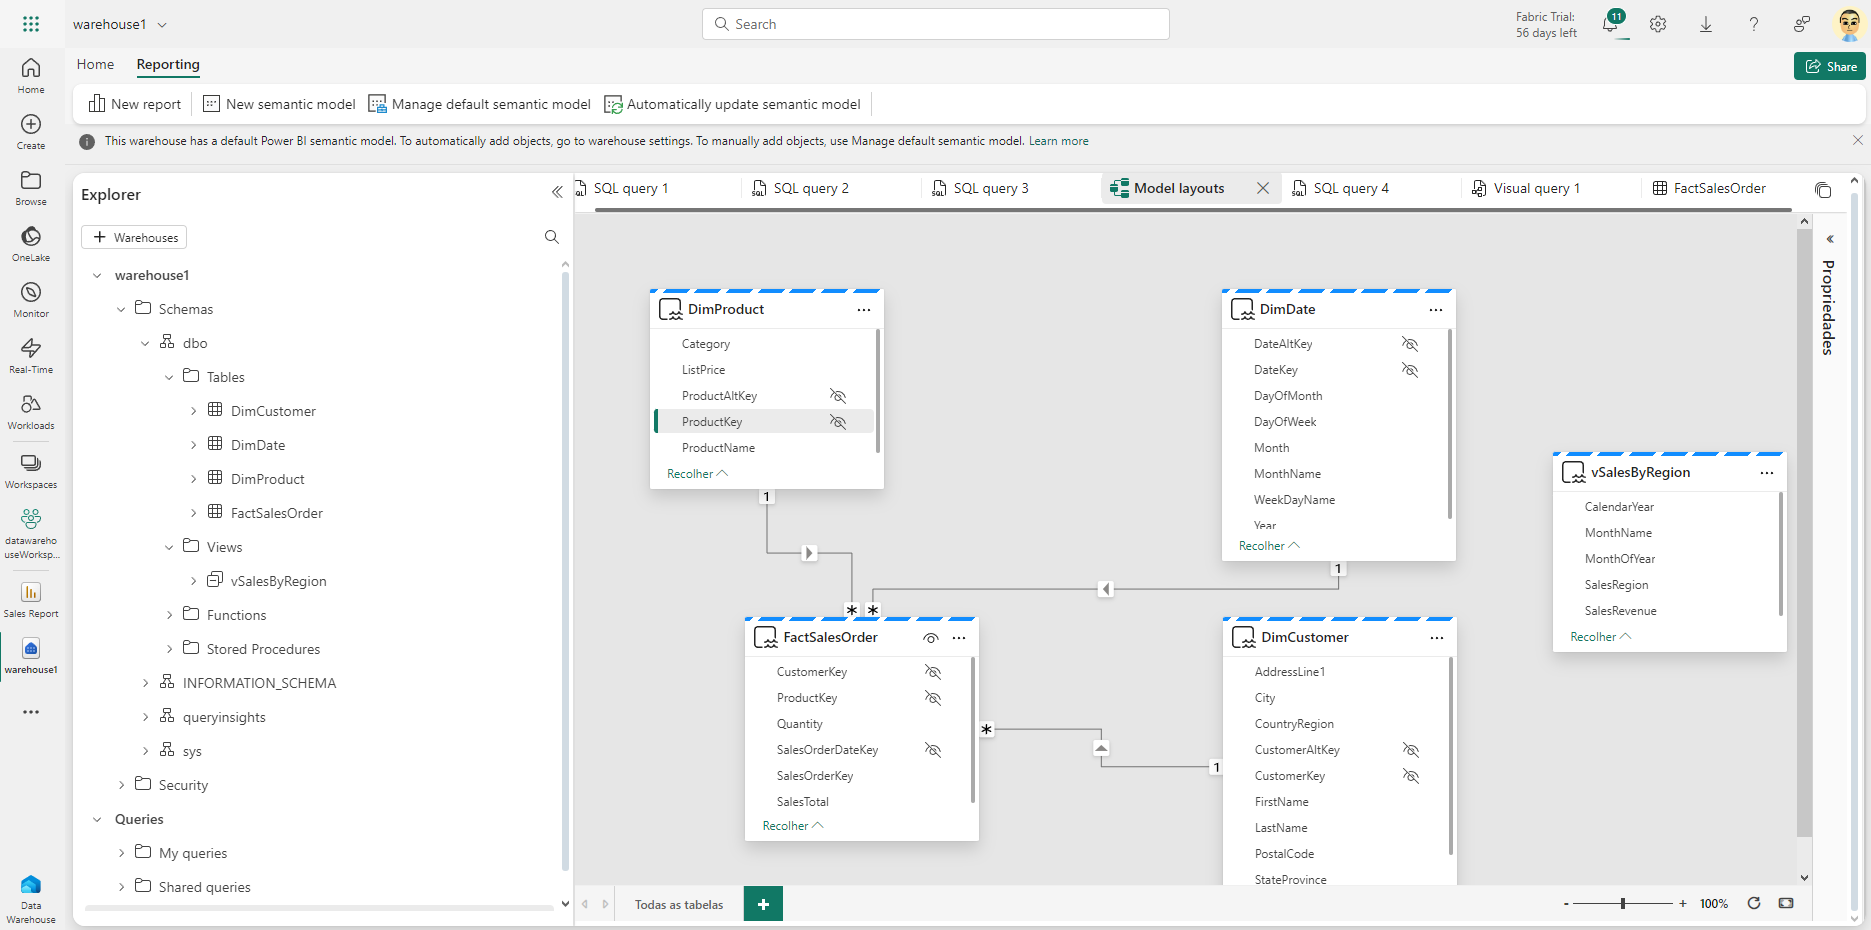 warehouse1
Search
Fabric Trial:
56 days left
11
Home
Reporting
Share
New report
New semantic model
Manage default semantic model
Automatically update semantic model
This warehouse has a default Power BI semantic model. To automatically add objects, go to warehouse settings. To manually add objects, use Manage default semantic model. Learn more
Home
Create
Browse
OneLake
Monitor
Real-Time
Workloads
Workspaces
datawareho
useWorksp...
Sales Report
warehouse1
Data
Warehouse
Explorer
Warehouses
warehouse1
Schemas
dbo
Tables
DimCustomer
DimDate
DimProduct
FactSalesOrder
Views
vSalesByRegion
Functions
Stored Procedures
INFORMATION_SCHEMA
queryinsights
sys
Security
Queries
My queries
Shared queries
SQL query 1
SQL query 2
SQL query 3
Model layouts
SQL query 4
Visual query 1
FactSalesOrder
DimProduct
Category
ListPrice
ProductAltKey
ProductKey
ProductName
Recolher
1
DimDate
DateAltKey
DateKey
DayOfMonth
DayOfWeek
Month
MonthName
WeekDayName
Year
Recolher
1
vSalesByRegion
CalendarYear
MonthName
MonthOfYear
SalesRegion
SalesRevenue
Recolher
* *
FactSalesOrder
CustomerKey
ProductKey
Quantity
SalesOrderDateKey
SalesOrderKey
SalesTotal
Recolher
*
1
DimCustomer
AddressLine1
City
CountryRegion
CustomerAltKey
CustomerKey
FirstName
LastName
PostalCode
StateProvince
Propriedades
Todas as tabelas
+
- + 100%